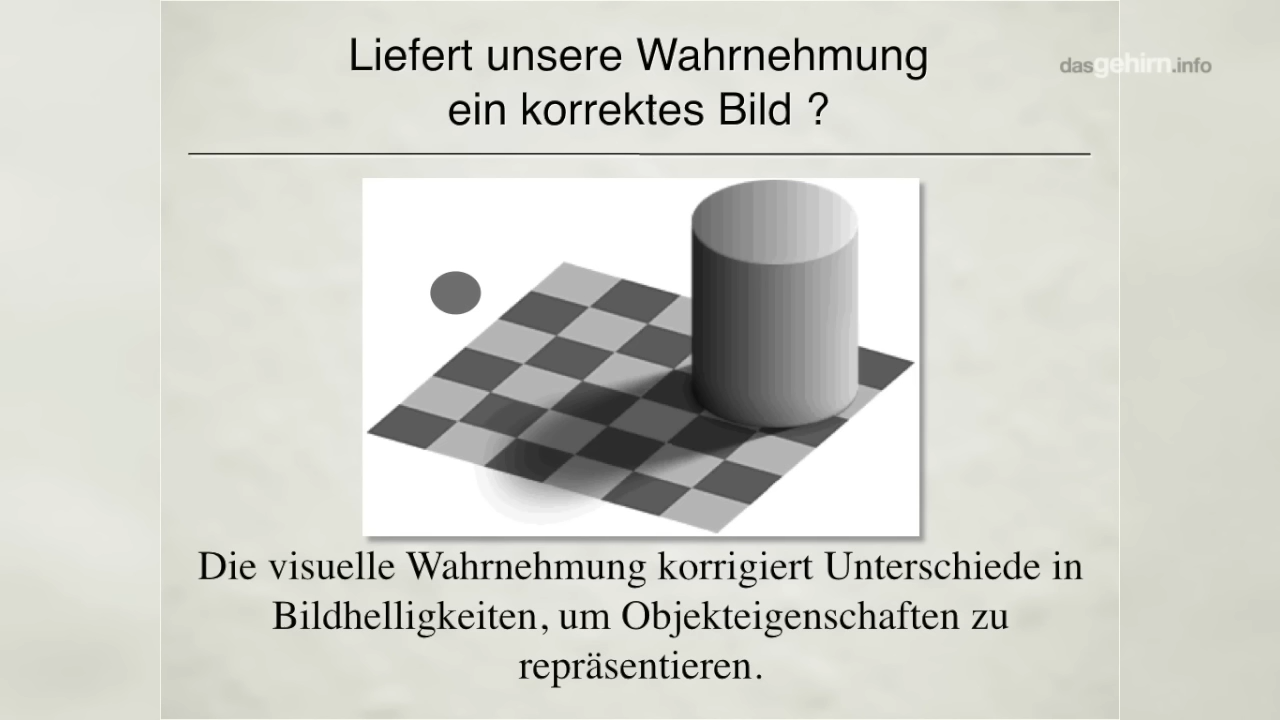 Liefert unsere Wahrnehmung
ein korrektes Bild ?
dasgehirn.info
Die visuelle Wahrnehmung korrigiert Unterschiede in
Bildhelligkeiten, um Objekteigenschaften zu
repräsentieren.